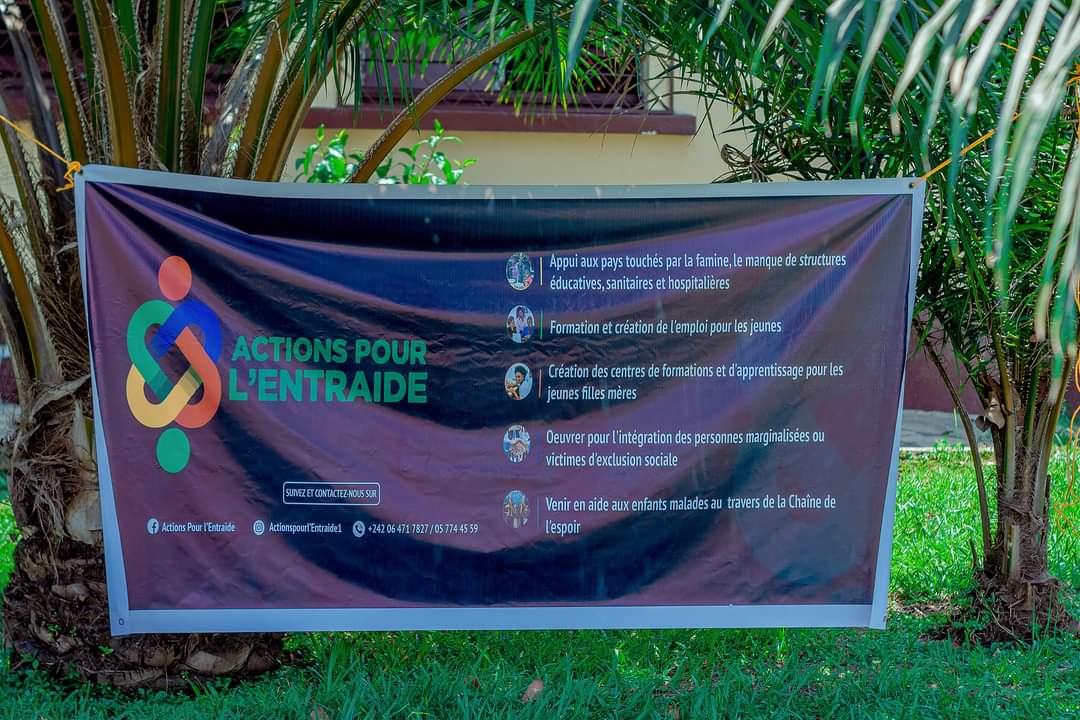 ACTIONS POUR
L'ENTRAIDE
SUIVEZ ET CONTACTEZ-NOUS SUR
Actions Pour l'Entraide
Actionspourl'Entraide1
+242 06 471 7827 / 05 774 45 59
Appui aux pays touchés par la famine, le manque de structures
éducatives, sanitaires et hospitalières
Formation et création de l'emploi pour les jeunes
Création des centres de formations et d'apprentissage pour les
jeunes filles mères
Oeuvrer pour l'intégration des personnes marginalisées ou
victimes d'exclusion sociale
Venir en aide aux enfants malades au travers de la Chaîne de
l'espoir